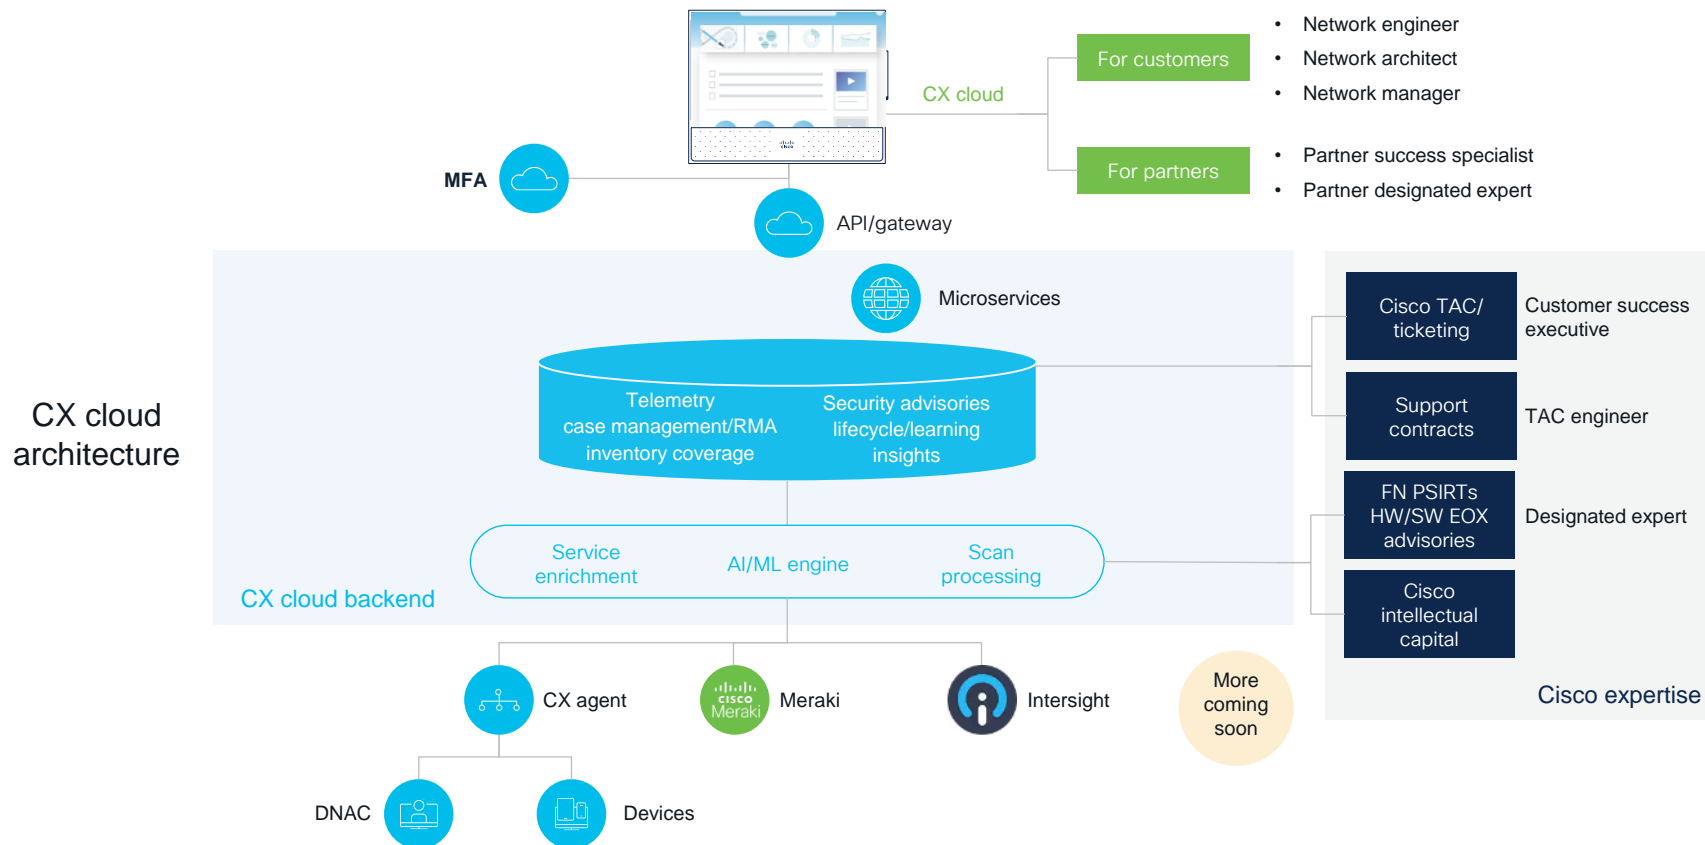 CX cloud
For customers
• Network engineer
• Network architect
• Network manager
For partners
• Partner success specialist
• Partner designated expert
cisco
MFA
API/gateway
Microservices
CX cloud
architecture
Telemetry
case management/RMA
inventory coverage
Security advisories
lifecycle/learning
insights
Service
enrichment
AI/ML engine
Scan
processing
CX cloud backend
Cisco TAC/
ticketing
Customer success
executive
Support
contracts
TAC engineer
FN PSIRTs
HW/SW EOX
advisories
Designated expert
Cisco
intellectual
capital
Cisco expertise
CX agent
cisco
Meraki
Meraki
Intersight
More
coming
soon
DNAC
Devices